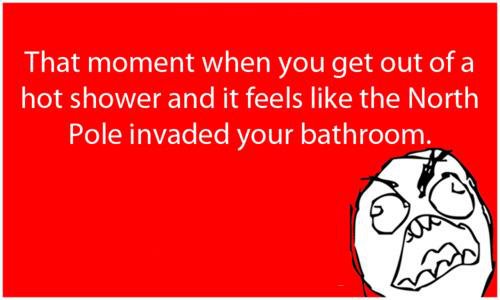 That moment when you get out of a
hot shower and it feels like the North
Pole invaded your bathroom.